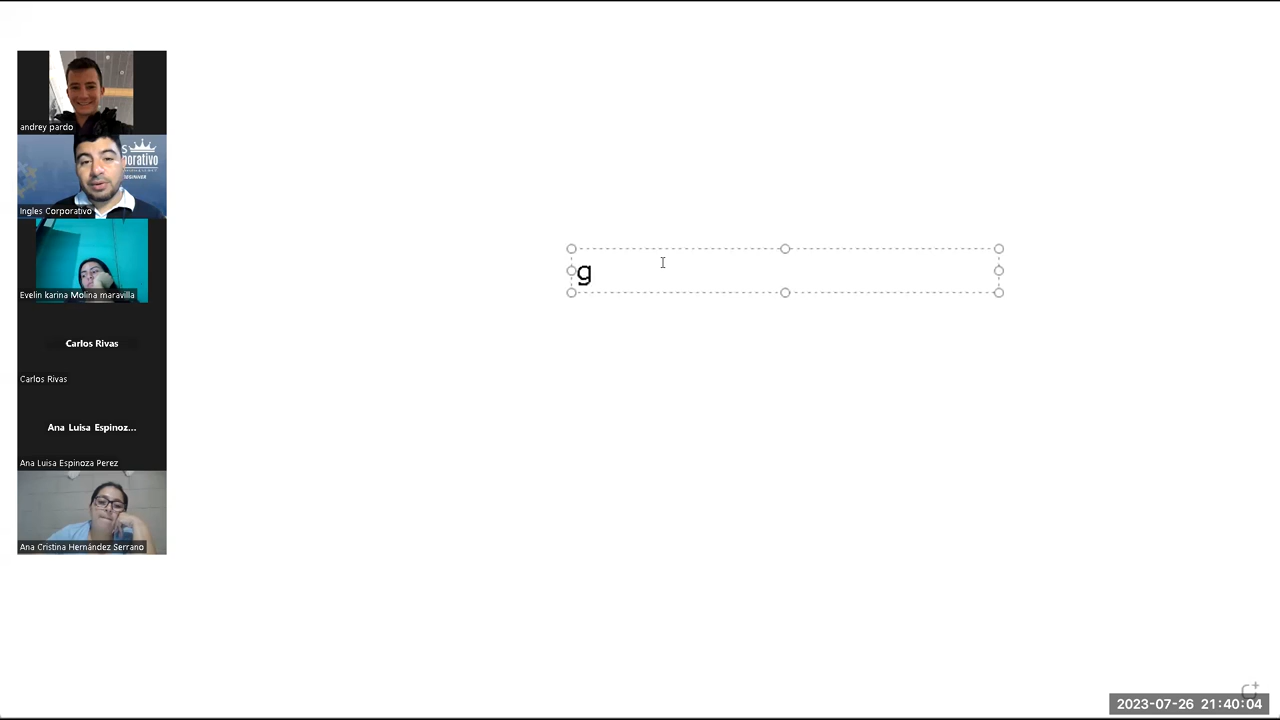 andrey pardo
S
porativo
Ingles Corporativo
Evelin karina Molina maravilla
Carlos Rivas
Carlos Rivas
Ana Luisa Espinoz...
Ana Luisa Espinoza Perez
Ana Cristina Hernández Serrano
g
2023-07-26 21:40:04